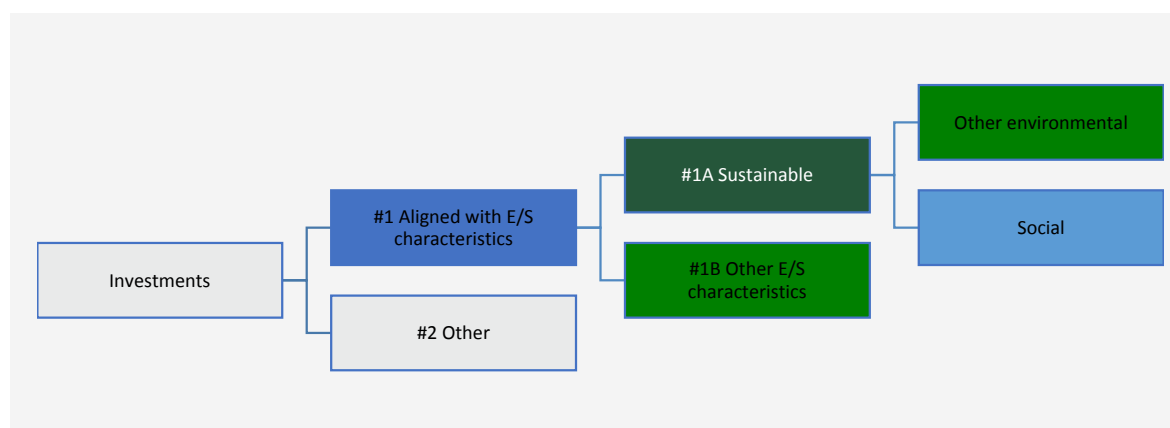 Other environmental
#1A Sustainable
#1 Aligned with E/S
characteristics
Social
#1B Other E/S
characteristics
Investments
#2 Other